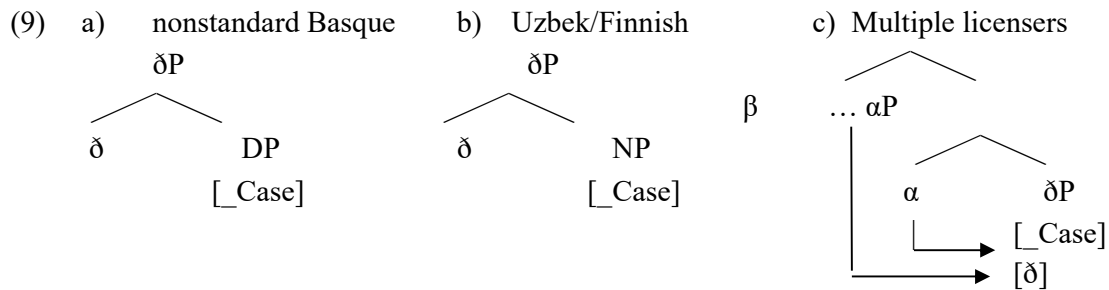 (9) a) nonstandard Basque b) Uzbek/Finnish c) Multiple licensers
ðP ðP
β … αP
ð DP ð NP
[_Case] [_Case] α ðP
[_Case]
[ð]